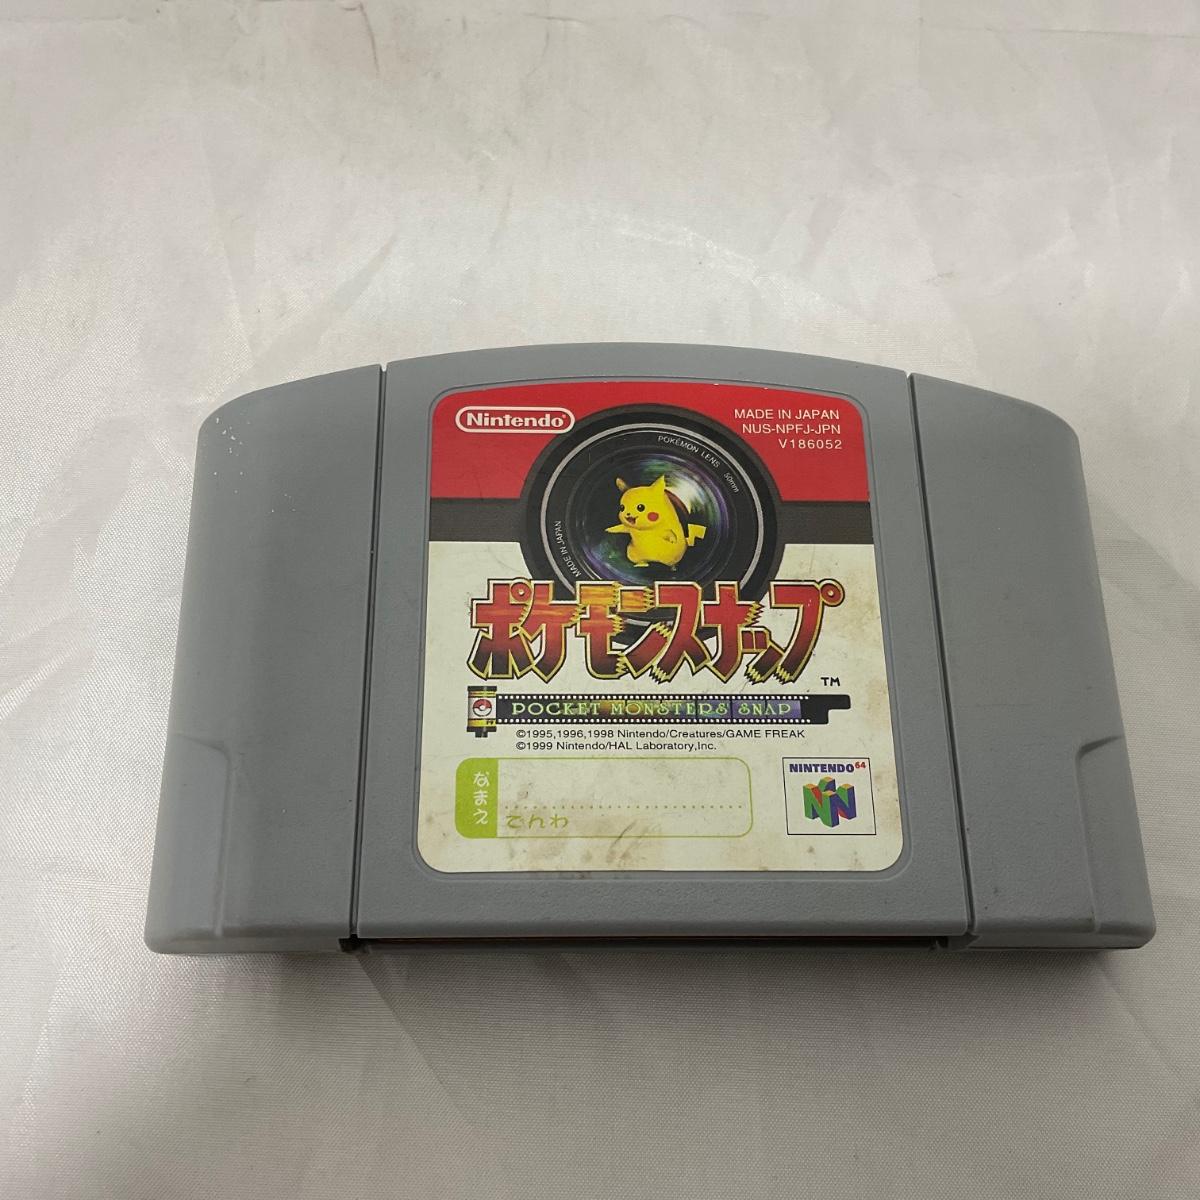 Nintendo®
MADE IN JAPAN
NUS-NPFJ-JPN
V186052
POKÉMON LENS 50mm
MADE IN JAPAN
ポケモンスナップ
TM
POCKET MONSTERS SNAP
©1995,1996,1998 Nintendo/Creatures/GAME FREAK
©1999 Nintendo/HAL Laboratory,Inc.
なまえ
でんわ
NINTENDO64